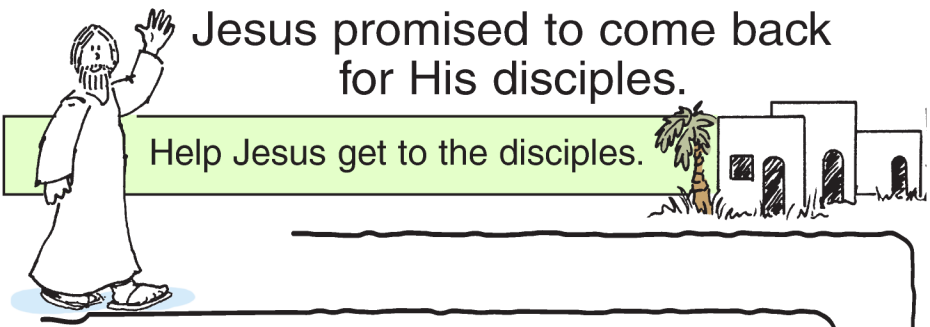 Jesus promised to come back
for His disciples.
Help Jesus get to the disciples.